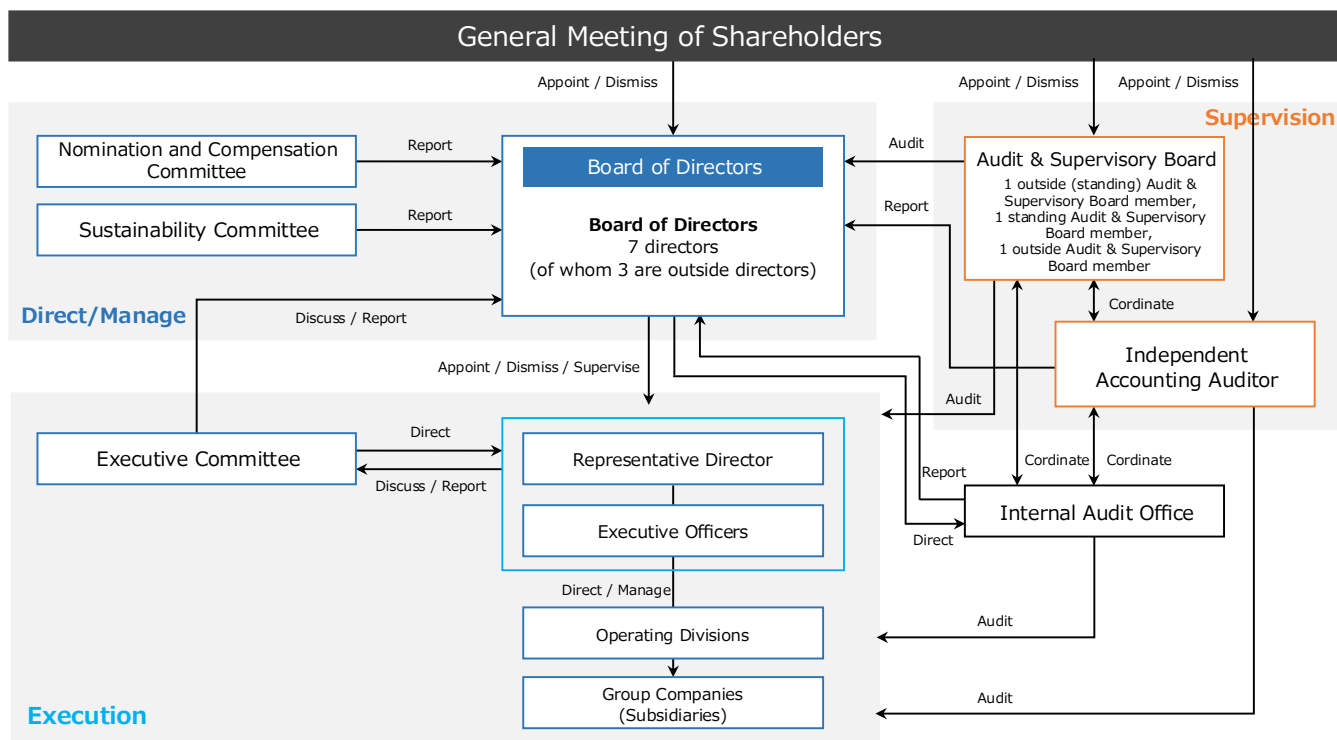 General Meeting of Shareholders
Appoint / Dismiss
Appoint / Dismiss
Appoint / Dismiss
Supervision
Nomination and Compensation
Committee
Report
Board of Directors
Audit
Audit & Supervisory Board
1 outside (standing) Audit &
Supervisory Board member,
1 standing Audit & Supervisory
Board member,
1 outside Audit & Supervisory
Board member
Sustainability Committee
Report
Board of Directors
7 directors
(of whom 3 are outside directors)
Report
Direct/Manage
Discuss / Report
Cordinate
Independent
Accounting Auditor
Appoint / Dismiss / Supervise
Audit
Executive Committee
Direct
Discuss / Report
Representative Director
Executive Officers
Report
Cordinate
Cordinate
Internal Audit Office
Direct
Direct / Manage
Operating Divisions
Audit
Group Companies
(Subsidiaries)
Audit
Execution